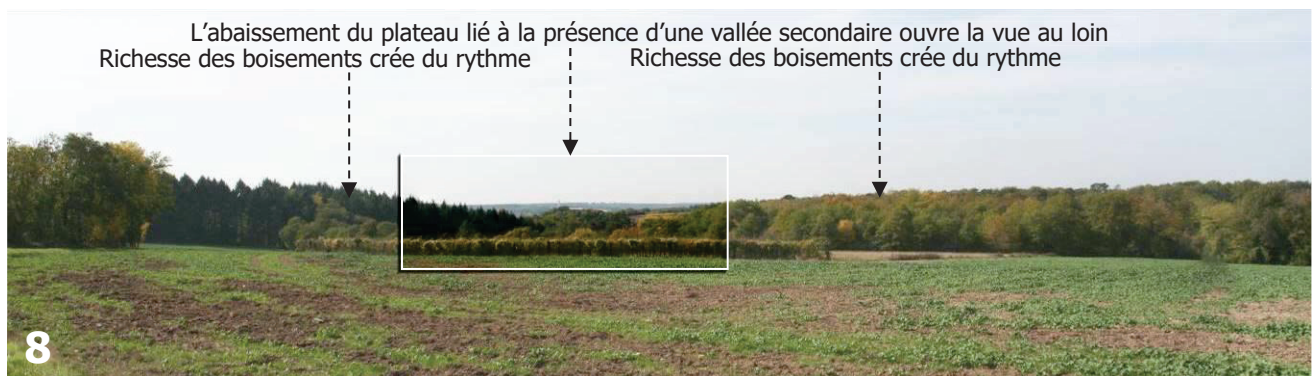 L'abaissement du plateau lié à la présence d'une vallée secondaire ouvre la vue au loin
Richesse des boisements crée du rythme
Richesse des boisements crée du rythme
8